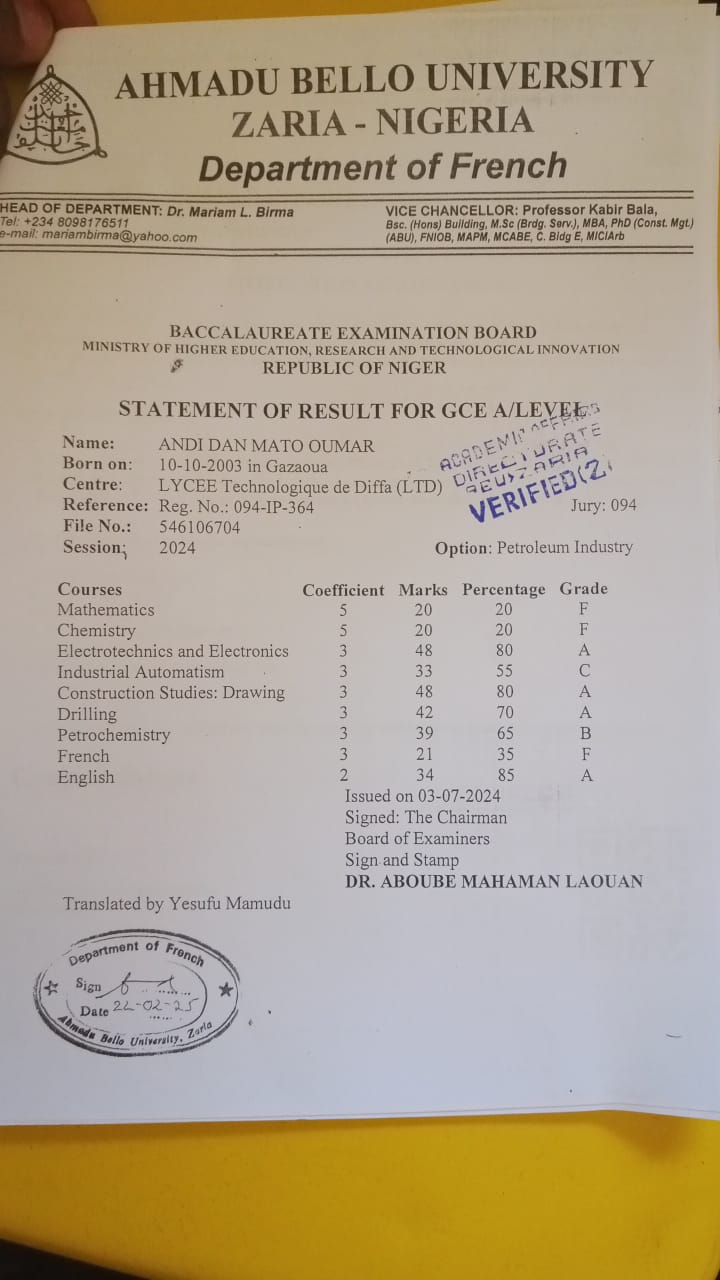 AHMADU BELLO UNIVERSITY
ZARIA - NIGERIA
Department of French
HEAD OF DEPARTMENT: Dr. Mariam L. Birma
Tel: +234 8098176511
e-mail: mariambirma@yahoo.com
VICE CHANCELLOR: Professor Kabir Bala,
Bsc. (Hons) Building, M.Sc (Brdg. Serv.), MBA, PhD (Const. Mgt.)
(ABU), FNIOB, MAPM, MCABE, C. Bldg E, MICIArb
BACCALAUREATE EXAMINATION BOARD
MINISTRY OF HIGHER EDUCATION, RESEARCH AND TECHNOLOGICAL INNOVATION
REPUBLIC OF NIGER
STATEMENT OF RESULT FOR GCE A/LEVEL
ACADEMIC AFFAIRS
DIRECTORATE
ZARIA
VERIFIED(2)
Name: ANDI DAN MATO OUMAR
Born on: 10-10-2003 in Gazaoua
Centre: LYCEE Technologique de Diffa (LTD)
Reference: Reg. No.: 094-IP-364 Jury: 094
File No.: 546106704
Session: 2024 Option: Petroleum Industry
Courses Coefficient Marks Percentage Grade
Mathematics 5 20 20 F
Chemistry 5 20 20 F
Electrotechnics and Electronics 3 48 80 A
Industrial Automatism 3 33 55 C
Construction Studies: Drawing 3 48 80 A
Drilling 3 42 70 A
Petrochemistry 3 39 65 B
French 3 21 35 F
English 2 34 85 A
Issued on 03-07-2024
Signed: The Chairman
Board of Examiners
Sign and Stamp
DR. ABOUBE MAHAMAN LAOUAN
Translated by Yesufu Mamudu
Department of French
Sign
Date 24-02-25
Ahmadu Bello University, Zaria